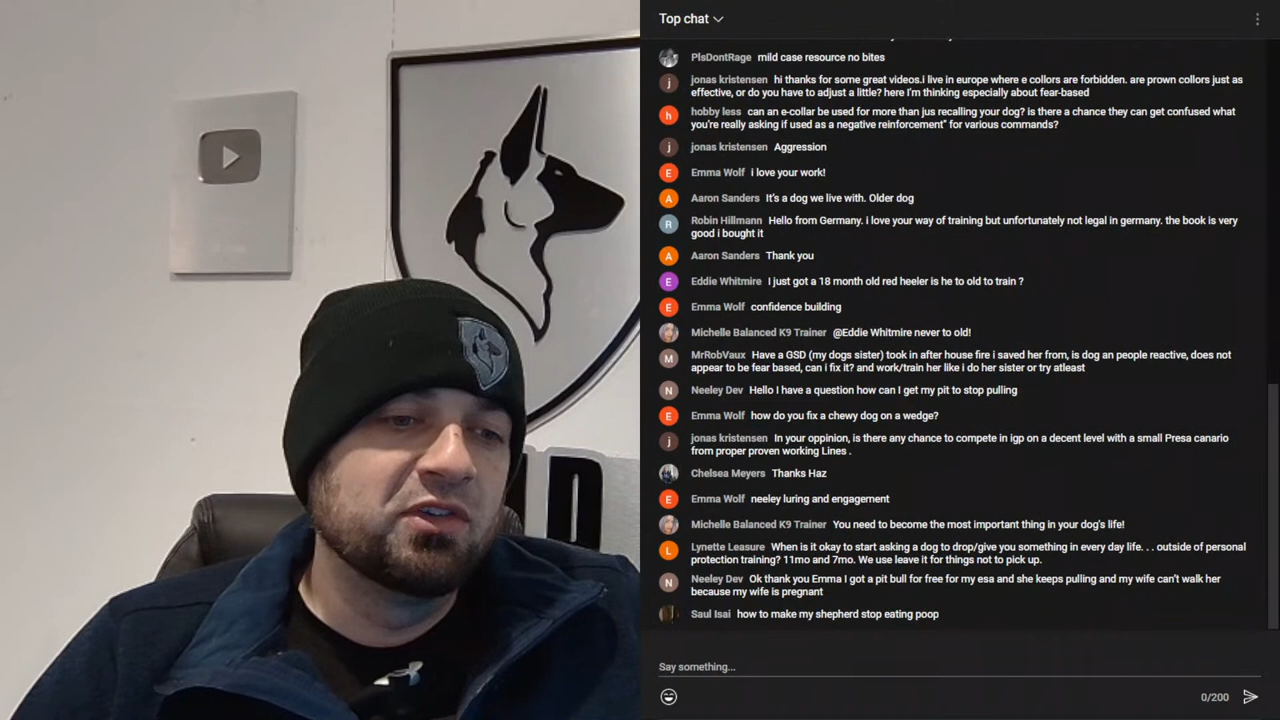 Top chat
PlsDontRage mild case resource no bites
jonas kristensen hi thanks for some great videos.i live in europe where e collors are forbidden. are prown collors just as
effective, or do you have to adjust a little? here I'm thinking especially about fear-based
hobby less can an e-collar be used for more than jus recalling your dog? is there a chance they can get confused what
you're really asking if used as a negative reinforcement" for various commands?
jonas kristensen Aggression
Emma Wolf i love your work!
Aaron Sanders It's a dog we live with. Older dog
Robin Hillmann Hello from Germany. i love your way of training but unfortunately not legal in germany. the book is very
good i bought it
Aaron Sanders Thank you
Eddie Whitmire I just got a 18 month old red heeler is he to old to train ?
Emma Wolf confidence building
Michelle Balanced K9 Trainer @Eddie Whitmire never to old!
MrRobVaux Have a GSD (my dogs sister) took in after house fire i saved her from, is dog an people reactive, does not
appear to be fear based, can i fix it? and work/train her like i do her sister or try atleast
Neeley Dev Hello I have a question how can I get my pit to stop pulling
Emma Wolf how do you fix a chewy dog on a wedge?
jonas kristensen In your oppinion, is there any chance to compete in igp on a decent level with a small Presa canario
from proper proven working Lines .
Chelsea Meyers Thanks Haz
Emma Wolf neeley luring and engagement
Michelle Balanced K9 Trainer You need to become the most important thing in your dog's life!
Lynette Leasure When is it okay to start asking a dog to drop/give you something in every day life. . . outside of personal
protection training? 11mo and 7mo. We use leave it for things not to pick up.
Neeley Dev Ok thank you Emma I got a pit bull for free for my esa and she keeps pulling and my wife can't walk her
because my wife is pregnant
Saul Isai how to make my shepherd stop eating poop
Say something...
0/200